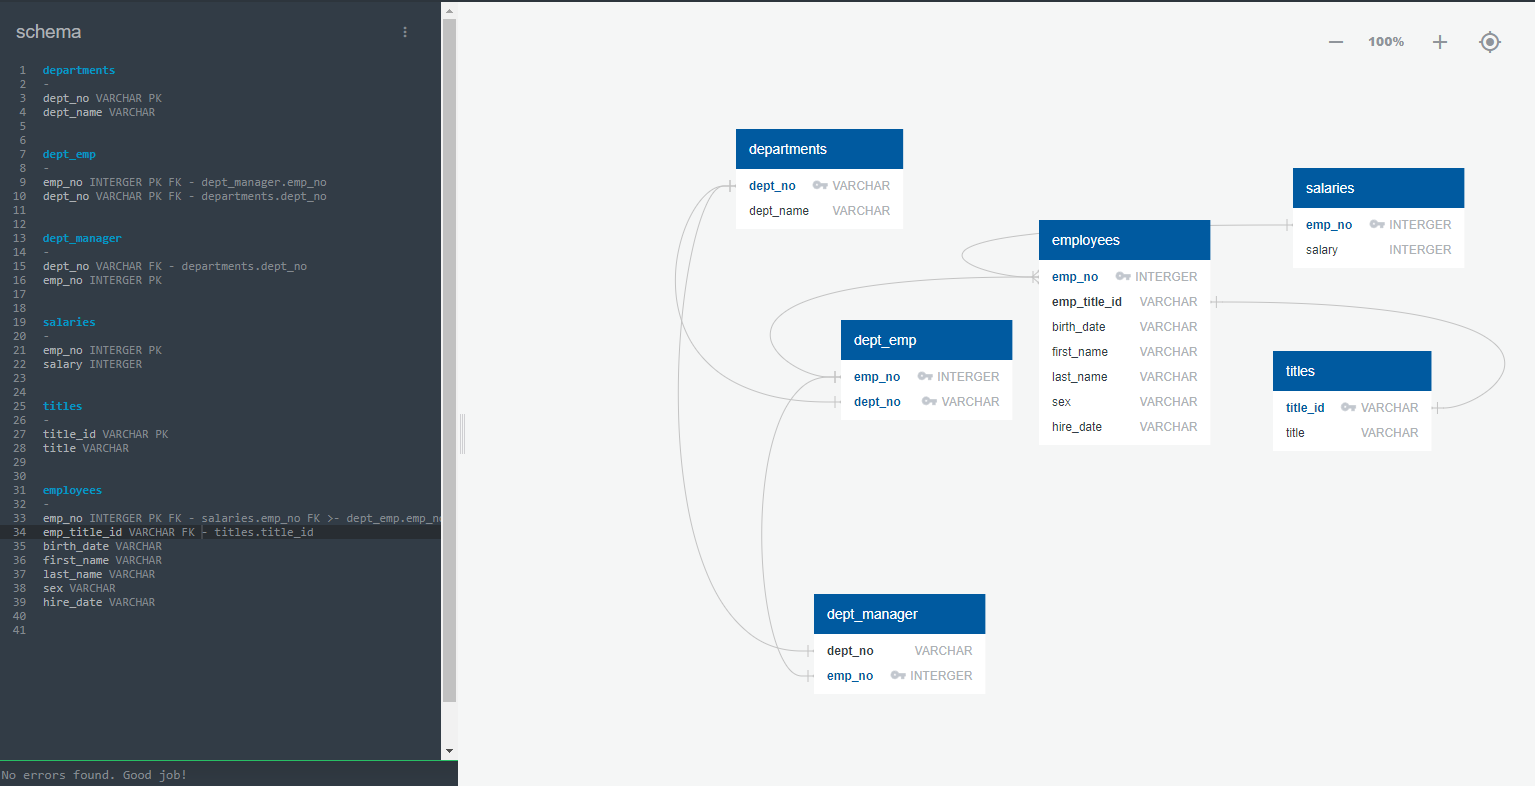 schema
1 departments
2 -
3 dept_no VARCHAR PK
4 dept_name VARCHAR
5
6
7 dept_emp
8 -
9 emp_no INTERGER PK FK - dept_manager.emp_no
10 dept_no VARCHAR PK FK - departments.dept_no
11
12
13 dept_manager
14 -
15 dept_no VARCHAR FK - departments.dept_no
16 emp_no INTERGER PK
17
18
19 salaries
20 -
21 emp_no INTERGER PK
22 salary INTERGER
23
24
25 titles
26 -
27 title_id VARCHAR PK
28 title VARCHAR
29
30
31 employees
32 -
33 emp_no INTERGER PK FK - salaries.emp_no FK >- dept_emp.emp_no
34 emp_title_id VARCHAR FK - titles.title_id
35 birth_date VARCHAR
36 first_name VARCHAR
37 last_name VARCHAR
38 sex VARCHAR
39 hire_date VARCHAR
40
41
No errors found. Good job!
100%
departments
dept_no VARCHAR
dept_name VARCHAR
salaries
emp_no INTERGER
salary INTERGER
employees
emp_no INTERGER
emp_title_id VARCHAR
birth_date VARCHAR
first_name VARCHAR
last_name VARCHAR
sex VARCHAR
hire_date VARCHAR
dept_emp
emp_no INTERGER
dept_no VARCHAR
titles
title_id VARCHAR
title VARCHAR
dept_manager
dept_no VARCHAR
emp_no INTERGER